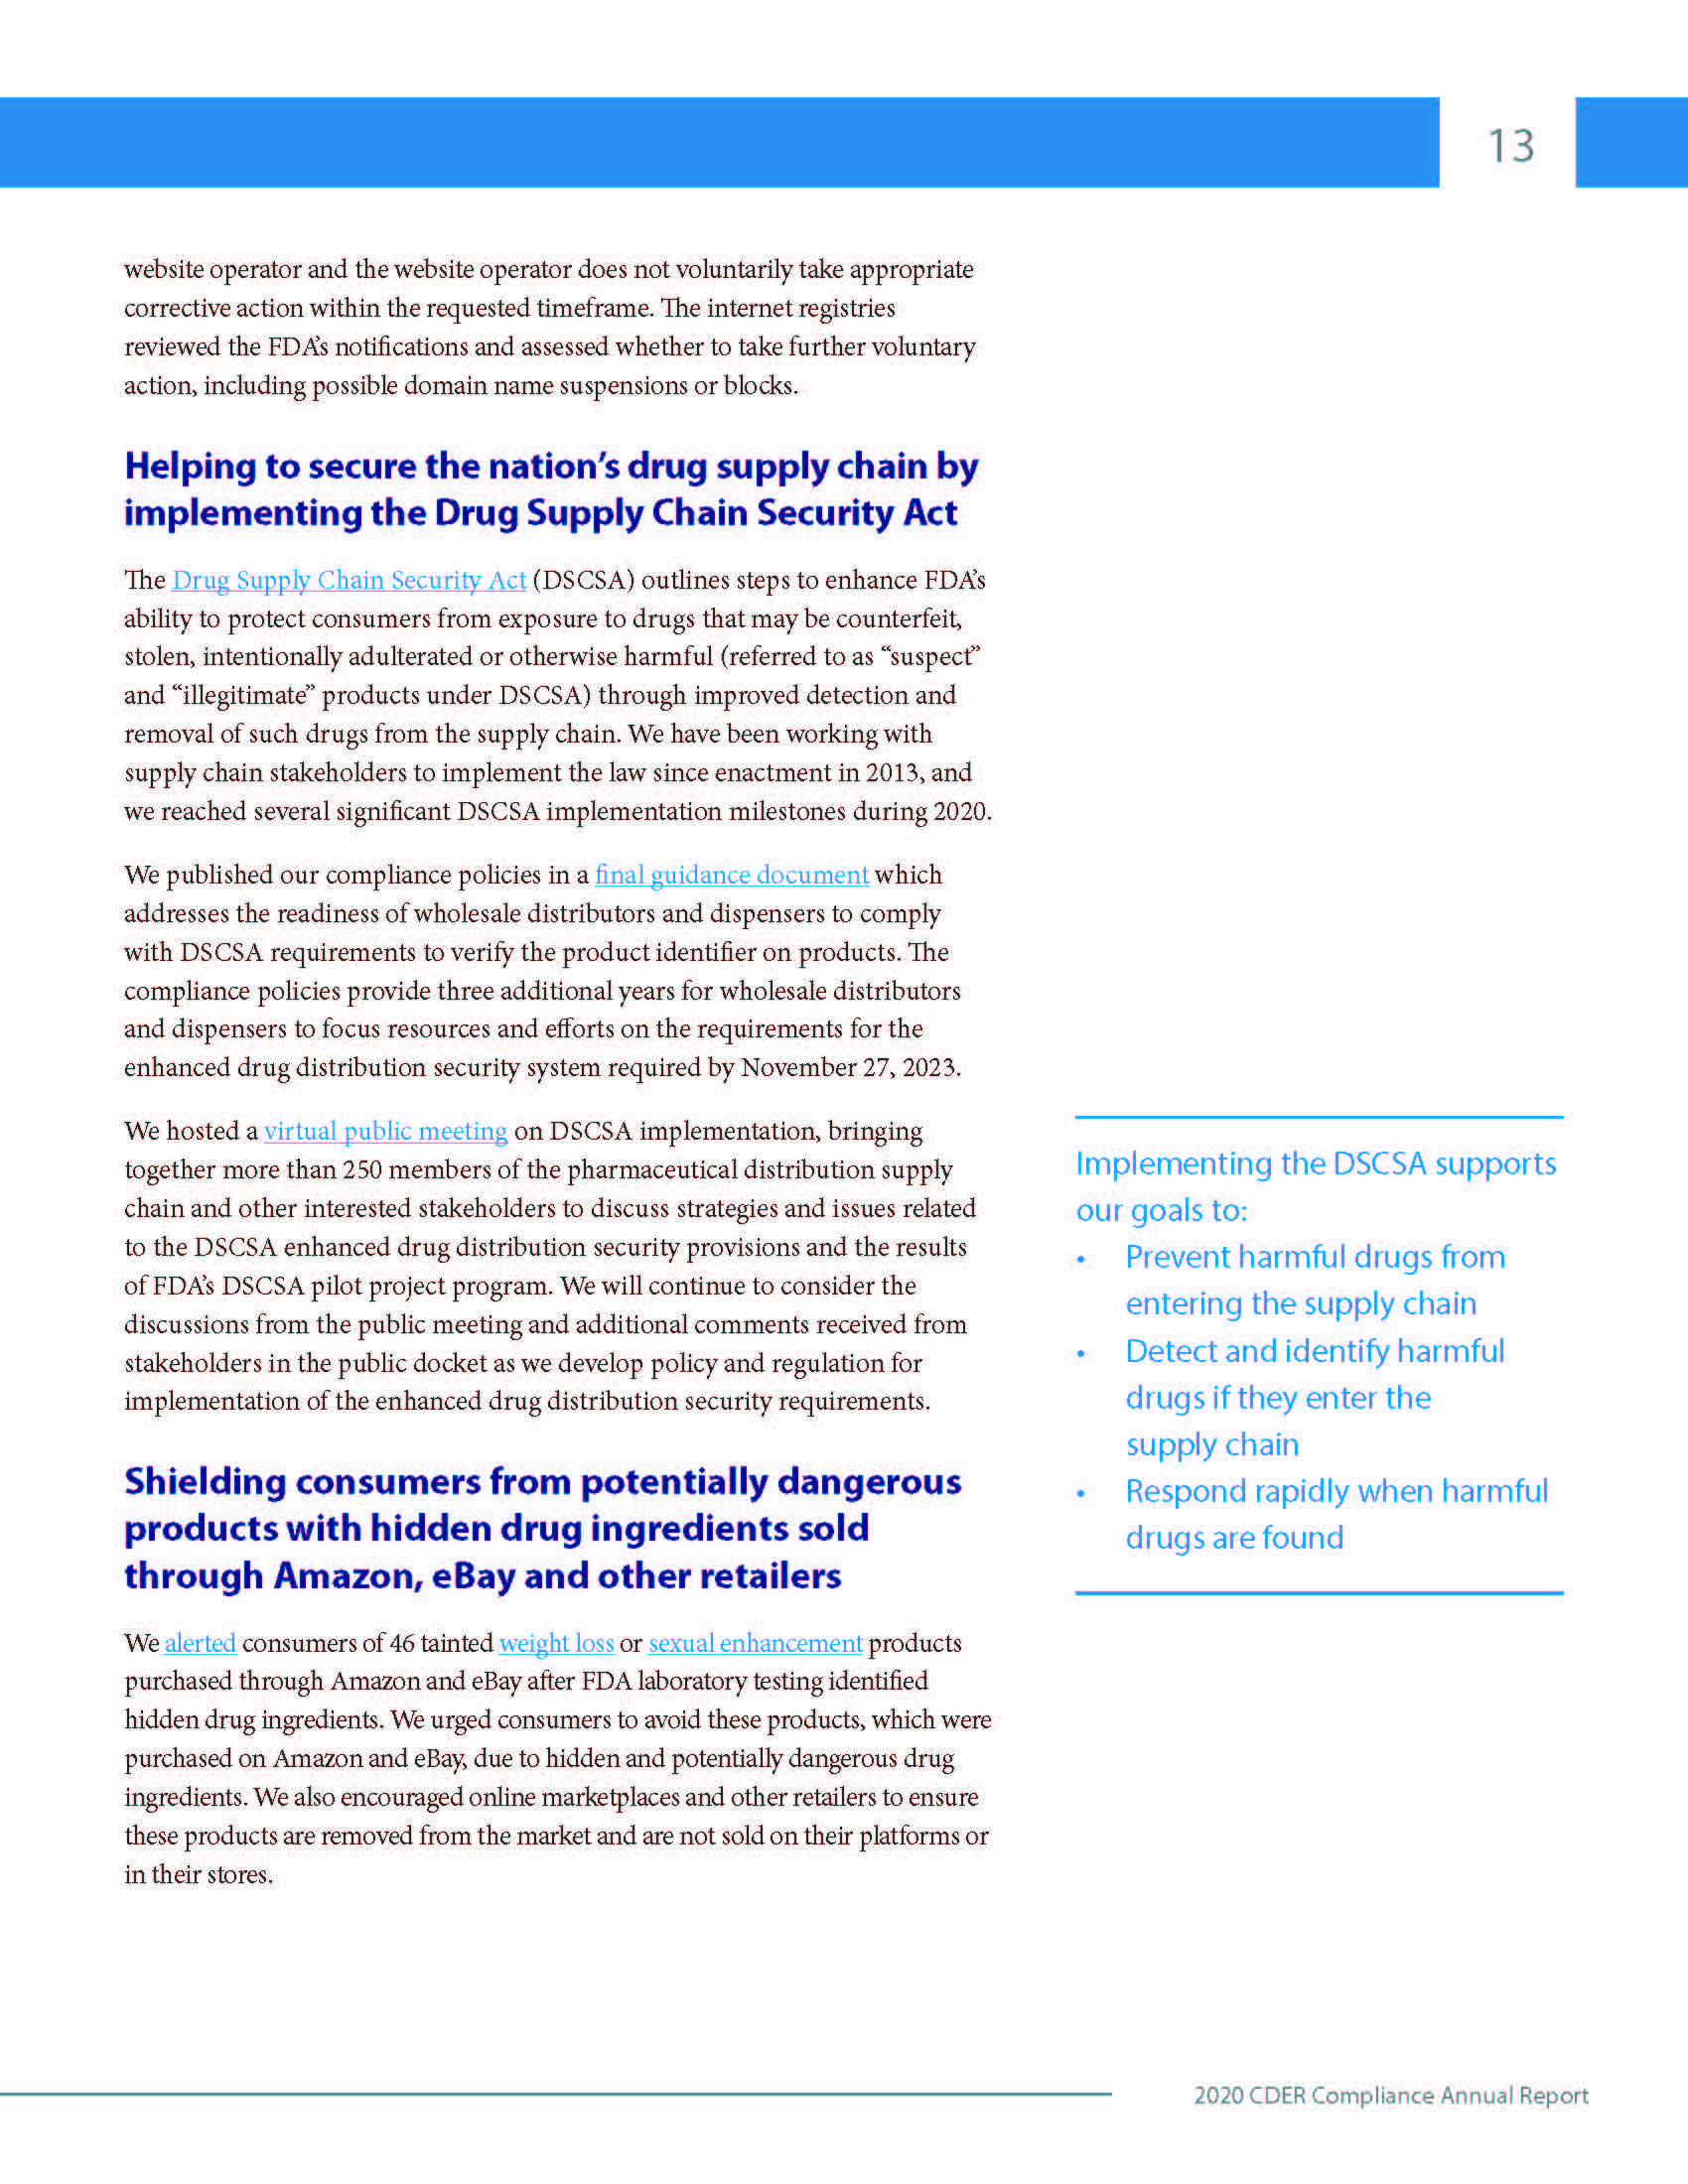 13
website operator and the website operator does not voluntarily take appropriate
corrective action within the requested timeframe. The internet registries
reviewed the FDA’s notifications and assessed whether to take further voluntary
action, including possible domain name suspensions or blocks.
Helping to secure the nation’s drug supply chain by
implementing the Drug Supply Chain Security Act
The Drug Supply Chain Security Act (DSCSA) outlines steps to enhance FDA’s
ability to protect consumers from exposure to drugs that may be counterfeit,
stolen, intentionally adulterated or otherwise harmful (referred to as “suspect”
and “illegitimate” products under DSCSA) through improved detection and
removal of such drugs from the supply chain. We have been working with
supply chain stakeholders to implement the law since enactment in 2013, and
we reached several significant DSCSA implementation milestones during 2020.
We published our compliance policies in a final guidance document which
addresses the readiness of wholesale distributors and dispensers to comply
with DSCSA requirements to verify the product identifier on products. The
compliance policies provide three additional years for wholesale distributors
and dispensers to focus resources and efforts on the requirements for the
enhanced drug distribution security system required by November 27, 2023.
We hosted a virtual public meeting on DSCSA implementation, bringing
together more than 250 members of the pharmaceutical distribution supply
chain and other interested stakeholders to discuss strategies and issues related
to the DSCSA enhanced drug distribution security provisions and the results
of FDA’s DSCSA pilot project program. We will continue to consider the
discussions from the public meeting and additional comments received from
stakeholders in the public docket as we develop policy and regulation for
implementation of the enhanced drug distribution security requirements.
Shielding consumers from potentially dangerous
products with hidden drug ingredients sold
through Amazon, eBay and other retailers
We alerted consumers of 46 tainted weight loss or sexual enhancement products
purchased through Amazon and eBay after FDA laboratory testing identified
hidden drug ingredients. We urged consumers to avoid these products, which were
purchased on Amazon and eBay, due to hidden and potentially dangerous drug
ingredients. We also encouraged online marketplaces and other retailers to ensure
these products are removed from the market and are not sold on their platforms or
in their stores.
Implementing the DSCSA supports
our goals to:
• Prevent harmful drugs from
entering the supply chain
• Detect and identify harmful
drugs if they enter the
supply chain
• Respond rapidly when harmful
drugs are found
2020 CDER Compliance Annual Report